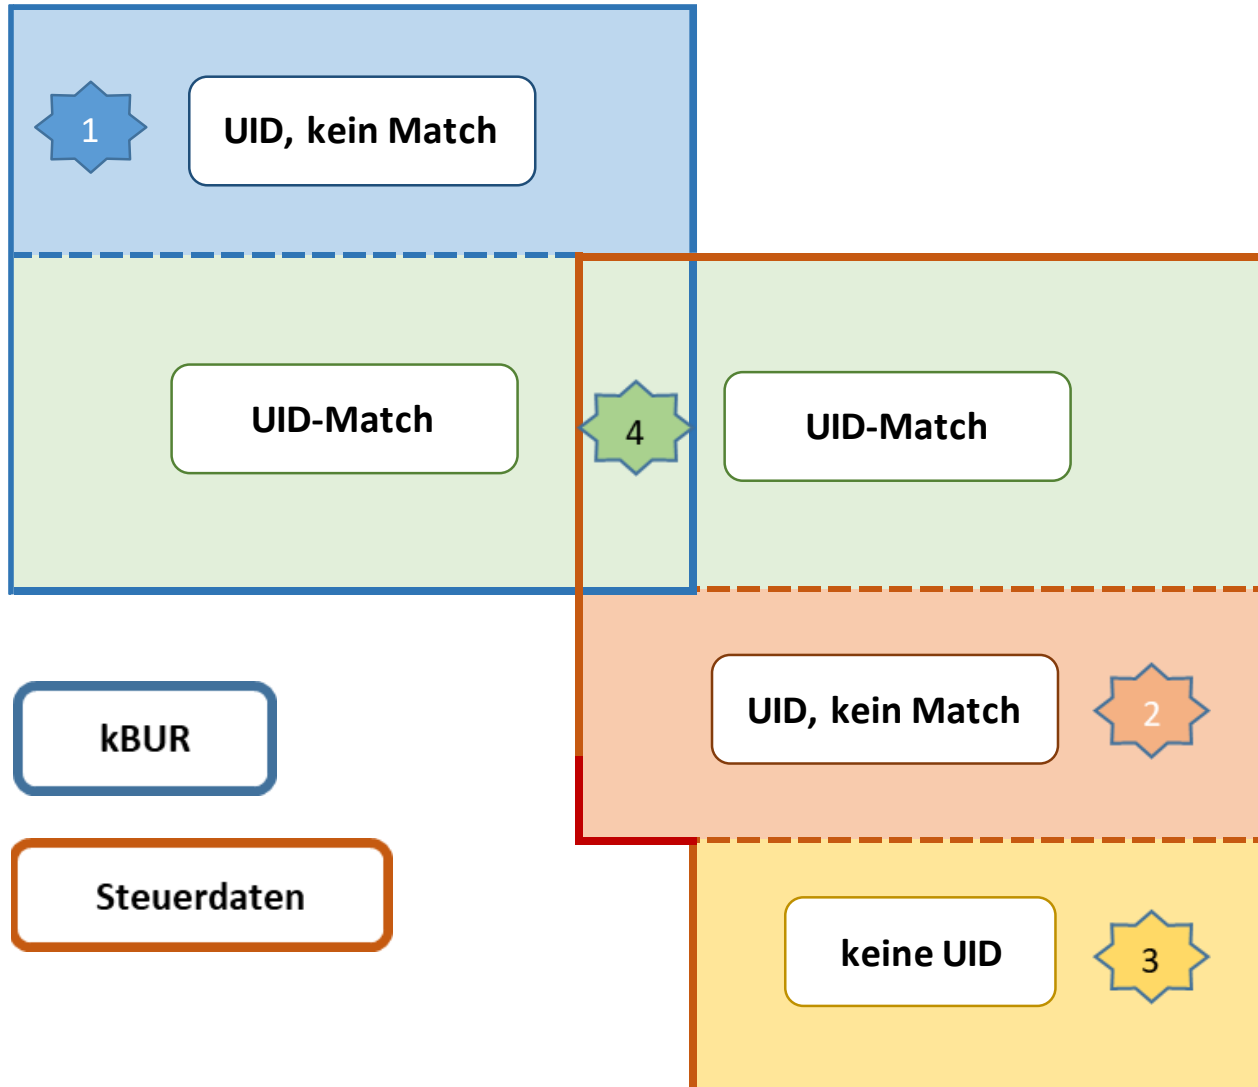 1
UID, kein Match
UID-Match
4
UID-Match
kBUR
UID, kein Match
2
Steuerdaten
keine UID
3